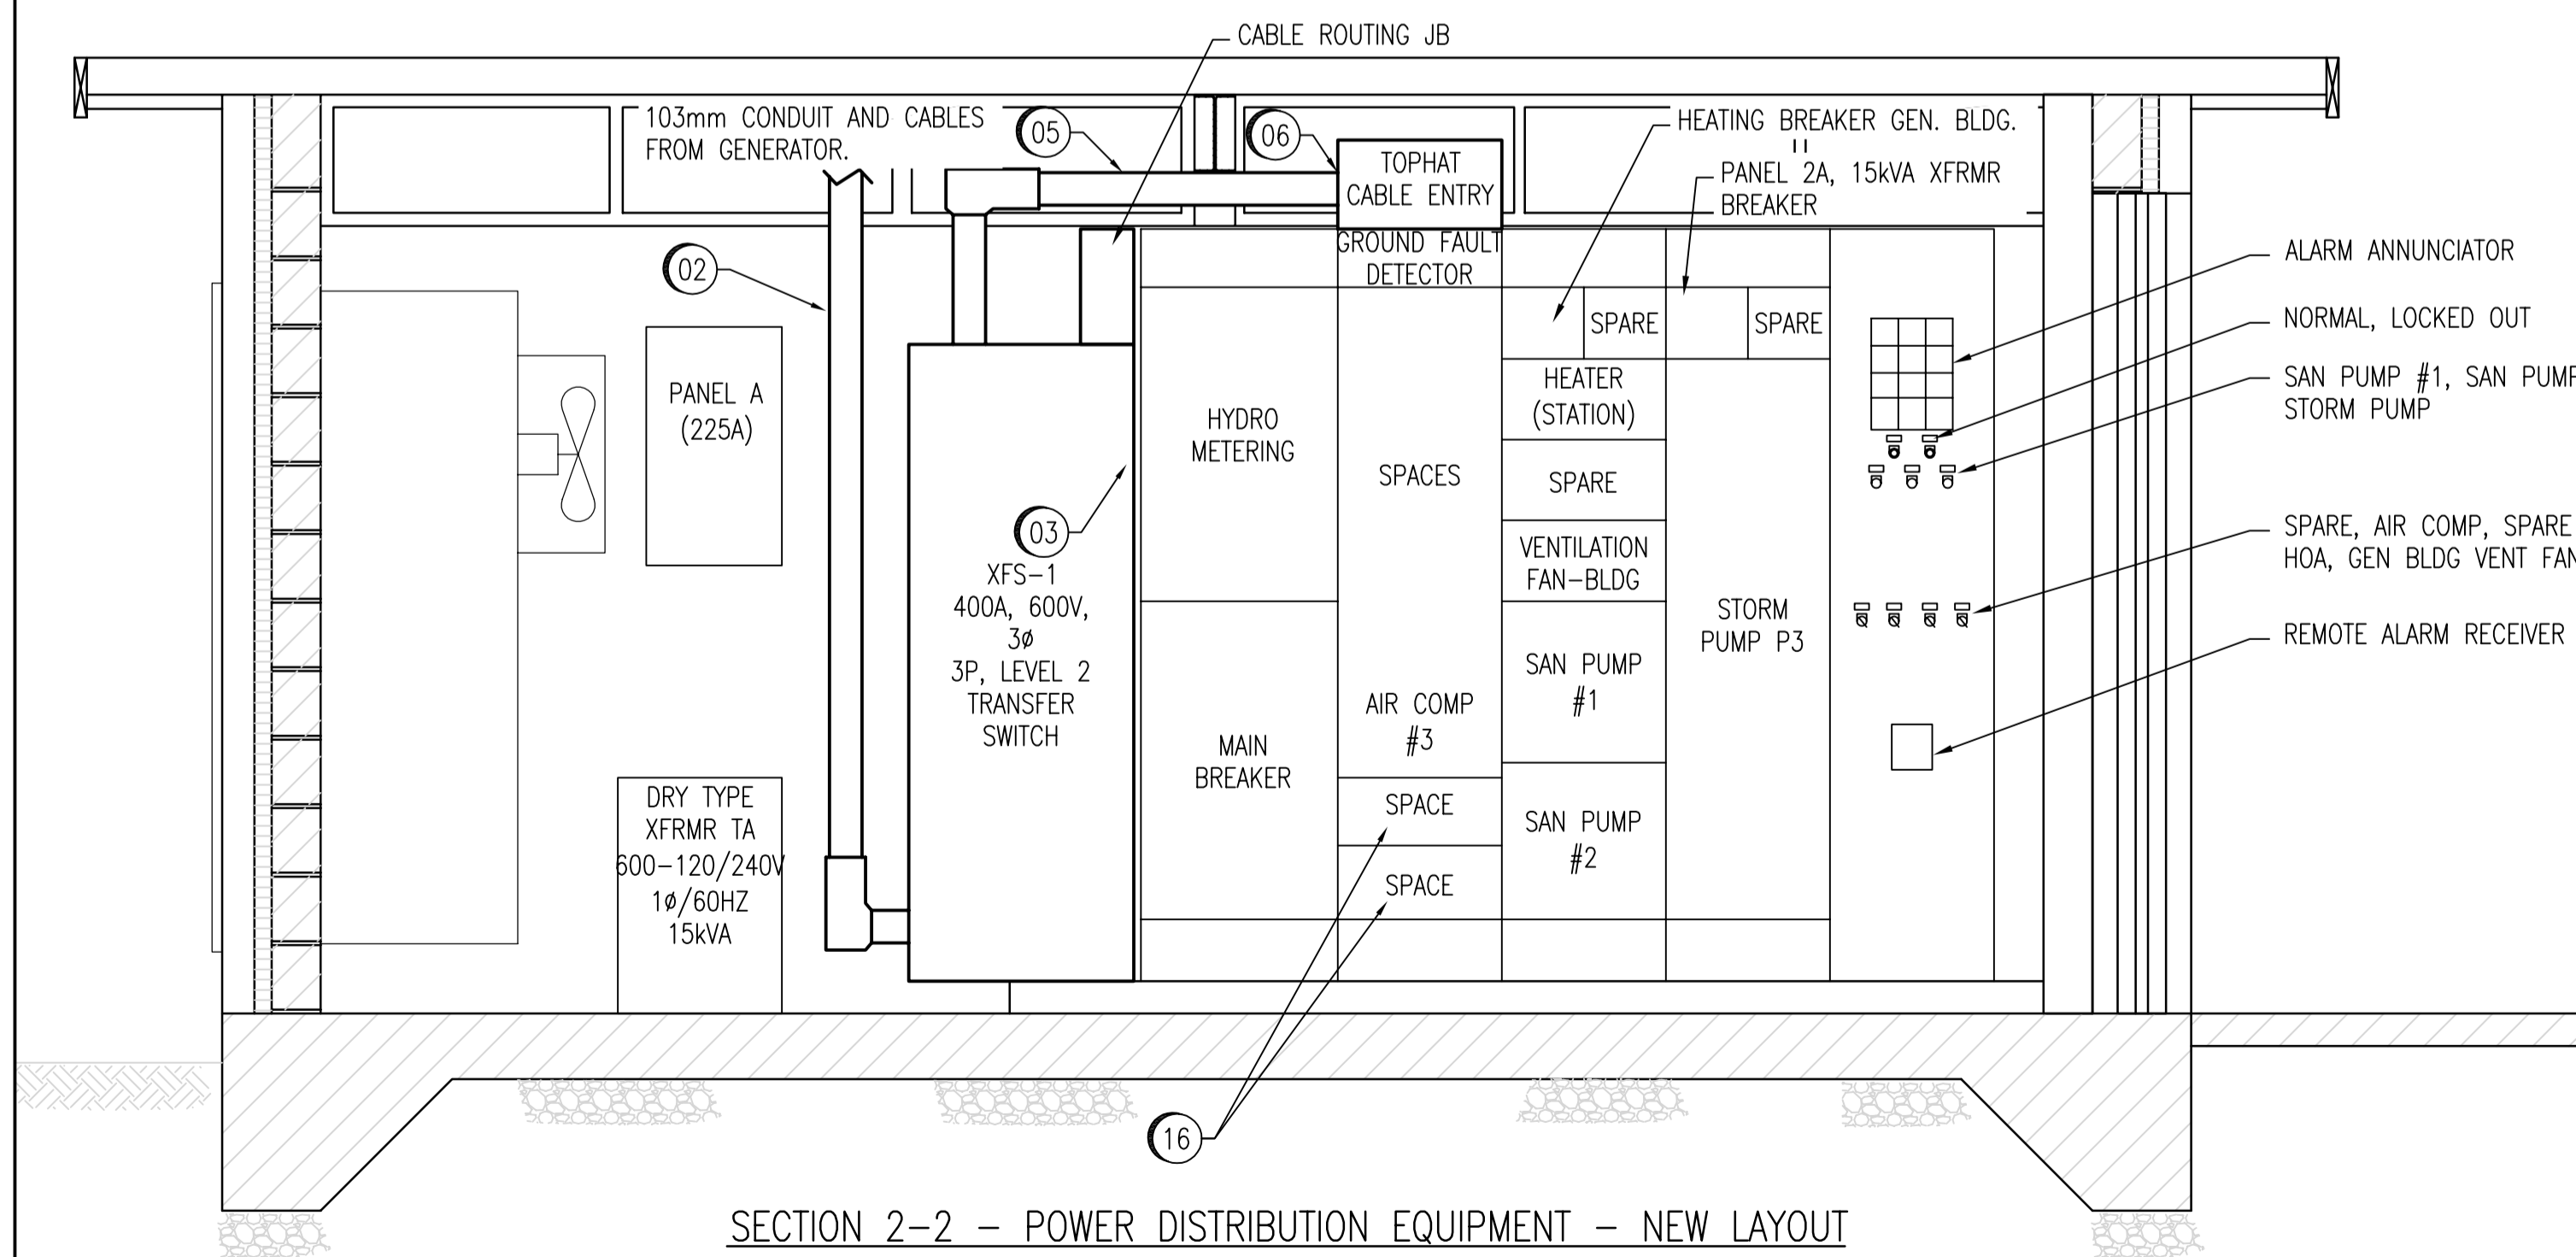 CABLE ROUTING JB
103mm CONDUIT AND CABLES
FROM GENERATOR.
05
06
TOPHAT
CABLE ENTRY
HEATING BREAKER GEN. BLDG.
PANEL 2A, 15kVA XFRMR
BREAKER
02
GROUND FAULT
DETECTOR
SPARE
SPARE
PANEL A
(225A)
HYDRO
METERING
SPACES
HEATER
(STATION)
SPARE
VENTILATION
FAN-BLDG
03
XFS-1
400A, 600V,
3ø
3P, LEVEL 2
TRANSFER
SWITCH
STORM
PUMP P3
SAN PUMP
#1
AIR COMP
#3
MAIN
BREAKER
DRY TYPE
XFRMR TA
600-120/240V
1ø/60HZ
15kVA
SPACE
SPACE
SAN PUMP
#2
ALARM ANNUNCIATOR
NORMAL, LOCKED OUT
SAN PUMP #1, SAN PUMP
STORM PUMP
SPARE, AIR COMP, SPARE
HOA, GEN BLDG VENT FAN
REMOTE ALARM RECEIVER
16
SECTION 2-2 - POWER DISTRIBUTION EQUIPMENT - NEW LAYOUT